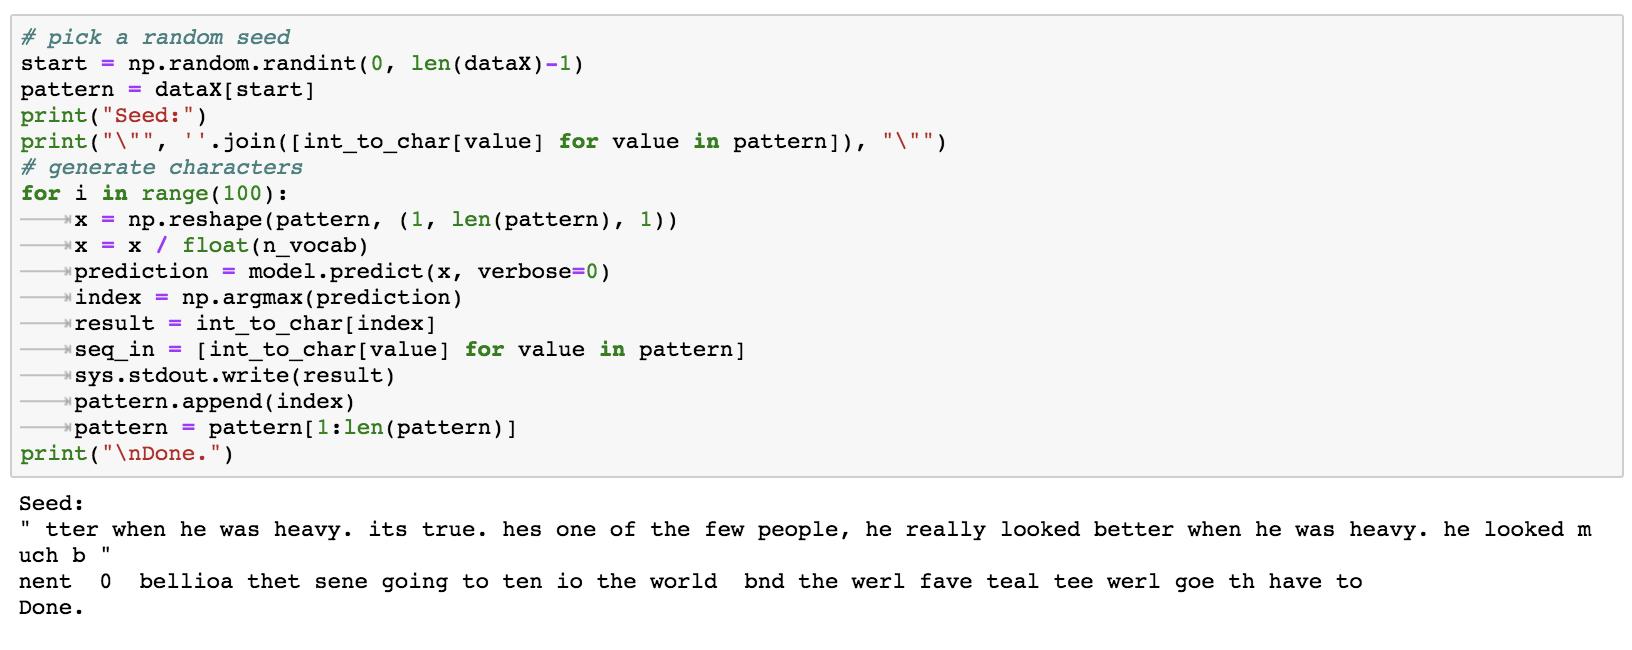 # pick a random seed
start = np.random.randint(0, len(dataX)-1)
pattern = dataX[start]
print("Seed:")
print("\"", ''.join([int_to_char[value] for value in pattern]), "\"")
# generate characters
for i in range(100):
	x = np.reshape(pattern, (1, len(pattern), 1))
	x = x / float(n_vocab)
	prediction = model.predict(x, verbose=0)
	index = np.argmax(prediction)
	result = int_to_char[index]
	seq_in = [int_to_char[value] for value in pattern]
	sys.stdout.write(result)
	pattern.append(index)
	pattern = pattern[1:len(pattern)]
print("\nDone.")
Seed:
" tter when he was heavy. its true. hes one of the few people, he really looked better when he was heavy. he looked m
uch b "
nent  0  bellioa thet sene going to ten io the world  bnd the werl fave teal tee werl goe th have to
Done.